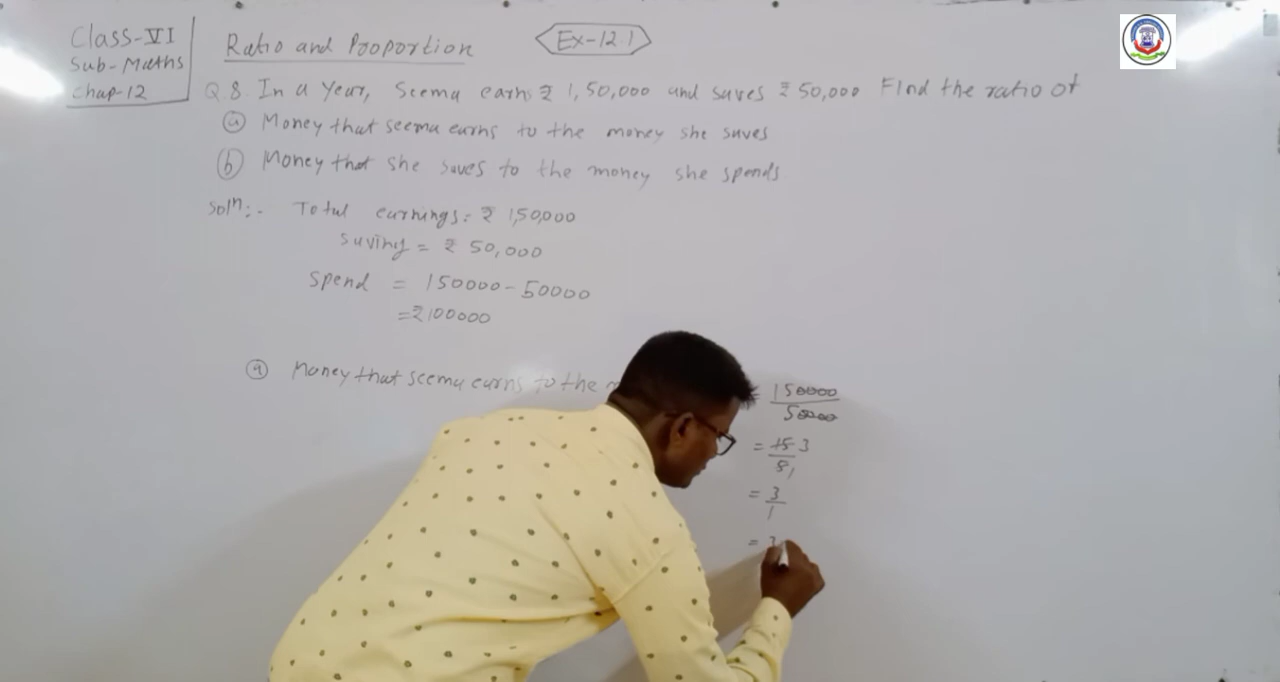 Class-VI
Sub-Maths
Chap-12
Ratio and Proportion
Ex-12.1
Q.8. In a Year, Seema earns ₹ 1,50,000 and saves ₹ 50,000 Find the ratio of
(a) Money that seema earns to the money she saves
(b) Money that she saves to the money she spends
Soln:- Total earnings = ₹ 1,50,000
Saving = ₹ 50,000
Spend = 150000 - 50000
= ₹100000
(a) Money that seema earns to the = 150000/50000
= 15/5 3 1
= 3/1
= 3